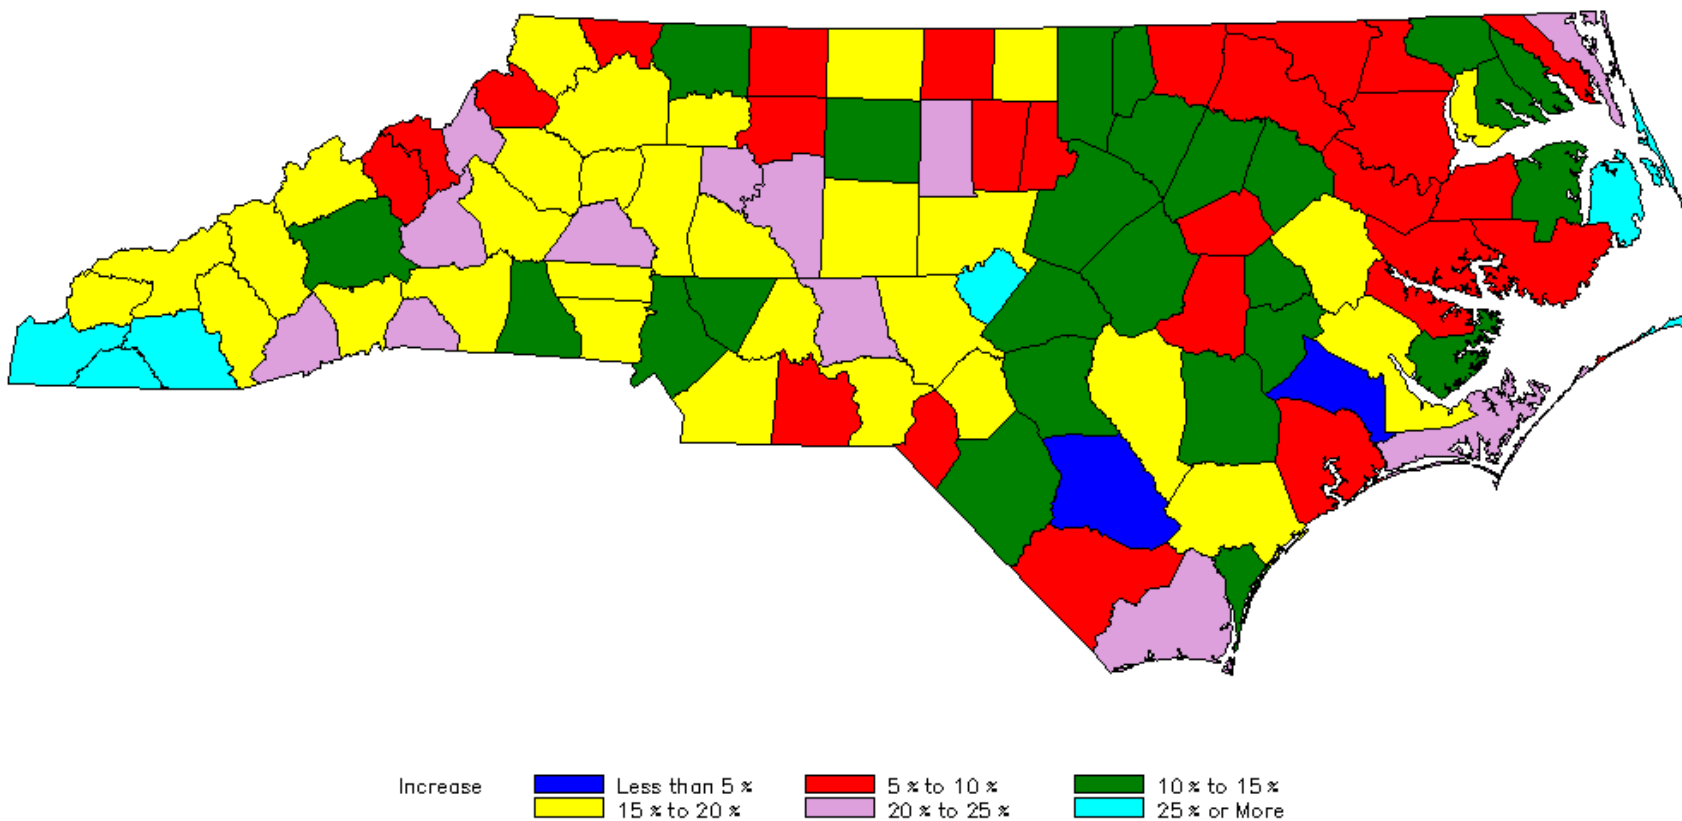 Increase Less than 5 % 5 % to 10 % 10 % to 15 %
15 % to 20 % 20 % to 25 % 25 % or More